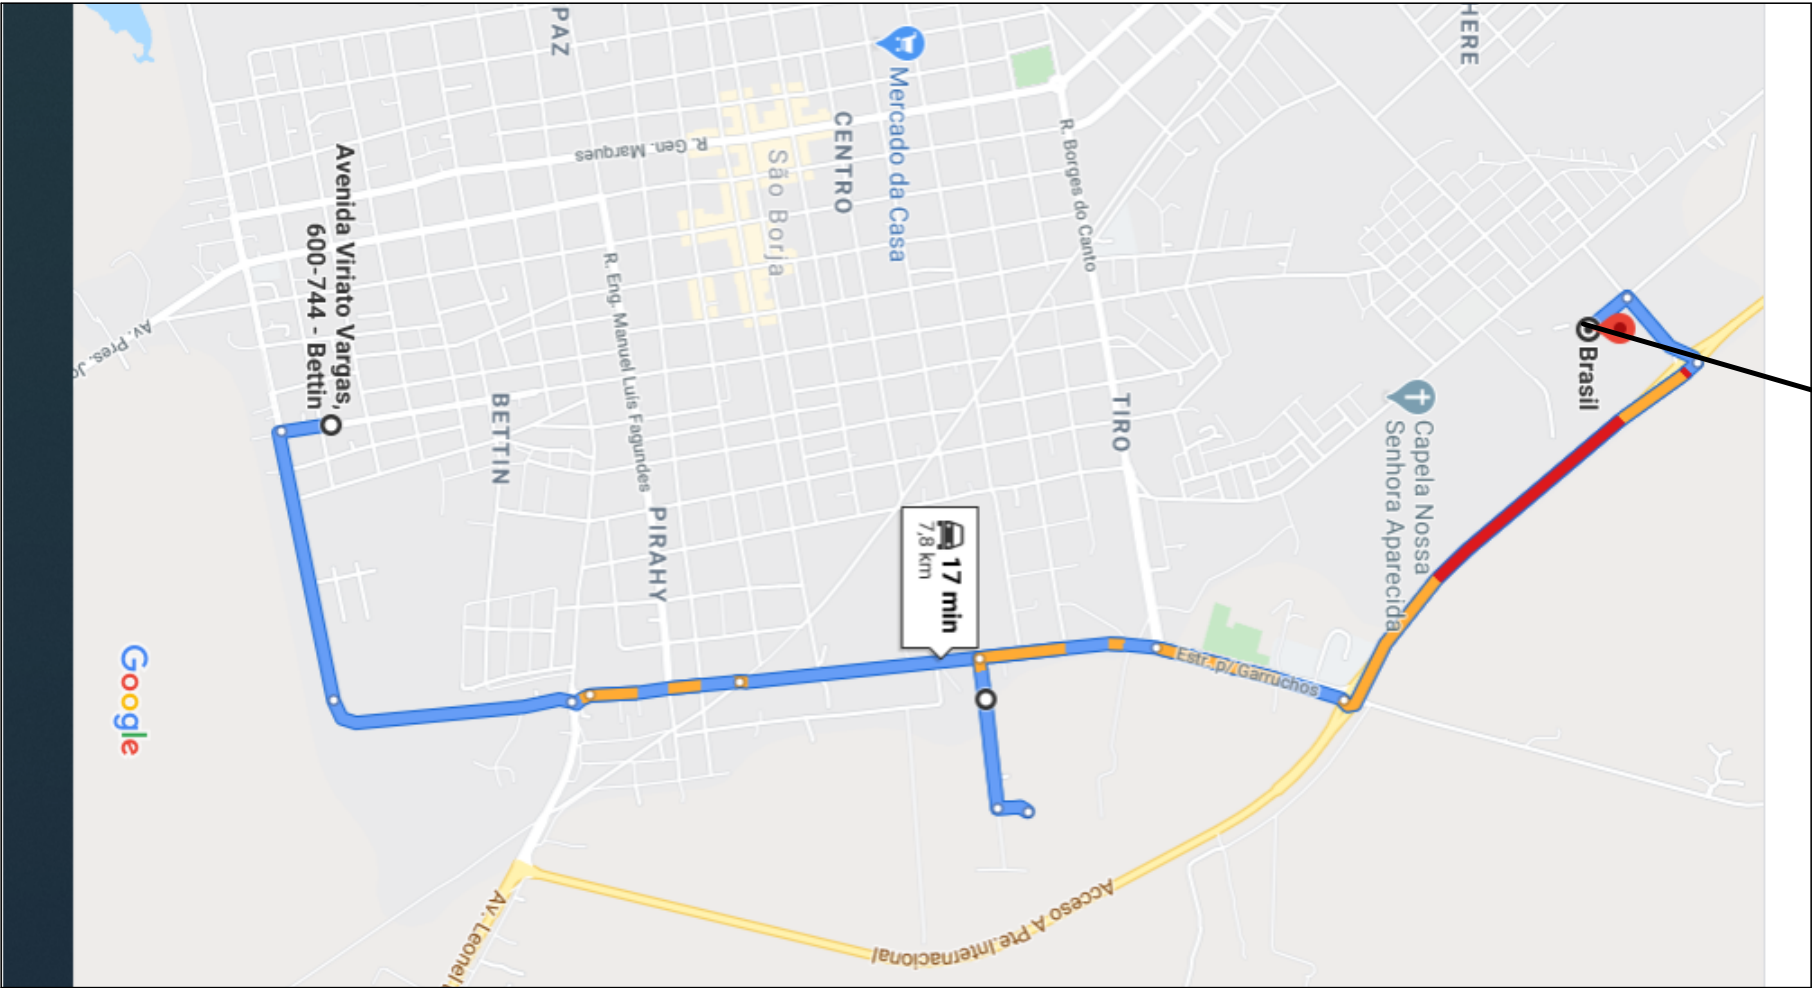 PAZ
HERE
Mercado da Casa
CENTRO
São Borja
R. Gen. Marques
R. Borges do Canto
Avenida Viriato Vargas,
600-744 - Bettin
Av. Pres. Jo
R. Eng. Manuel Luís Fagundes
BETTIN
PIRAHY
TIRO
Brasil
Capela Nossa
Senhora Aparecida
17 min
7,8 km
Estr. p/ Garruchos
Google
Acceso A Pte.Internacional
Av. Leonel